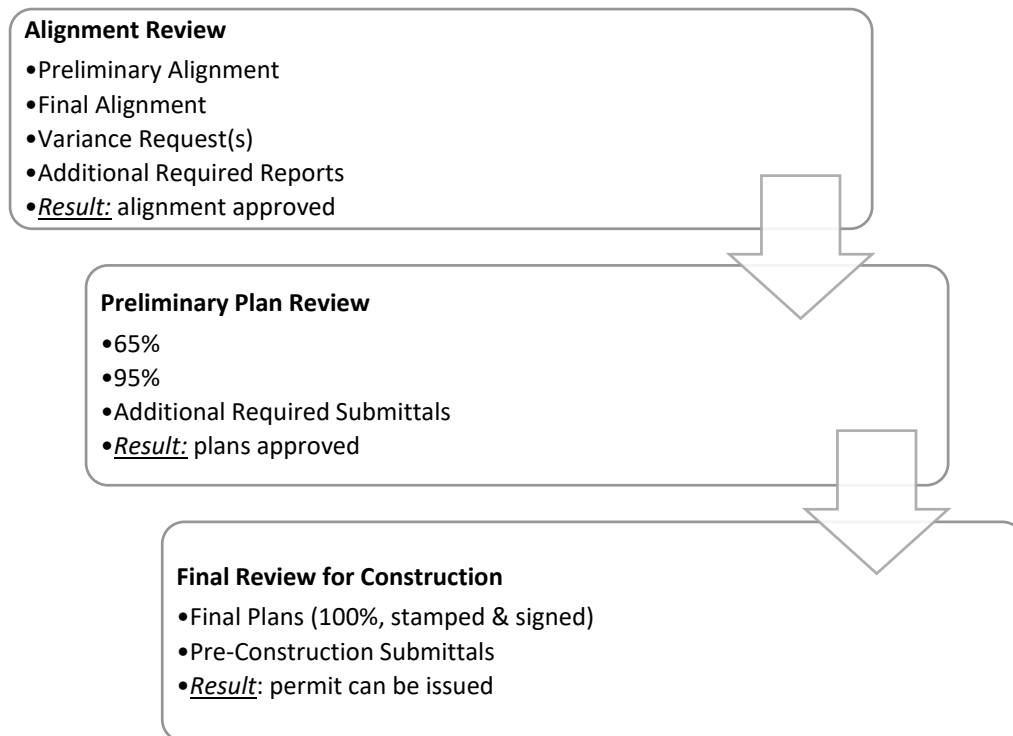 Alignment Review
•Preliminary Alignment
•Final Alignment
•Variance Request(s)
•Additional Required Reports
•Result: alignment approved
Preliminary Plan Review
•65%
•95%
•Additional Required Submittals
•Result: plans approved
Final Review for Construction
•Final Plans (100%, stamped & signed)
•Pre-Construction Submittals
•Result: permit can be issued